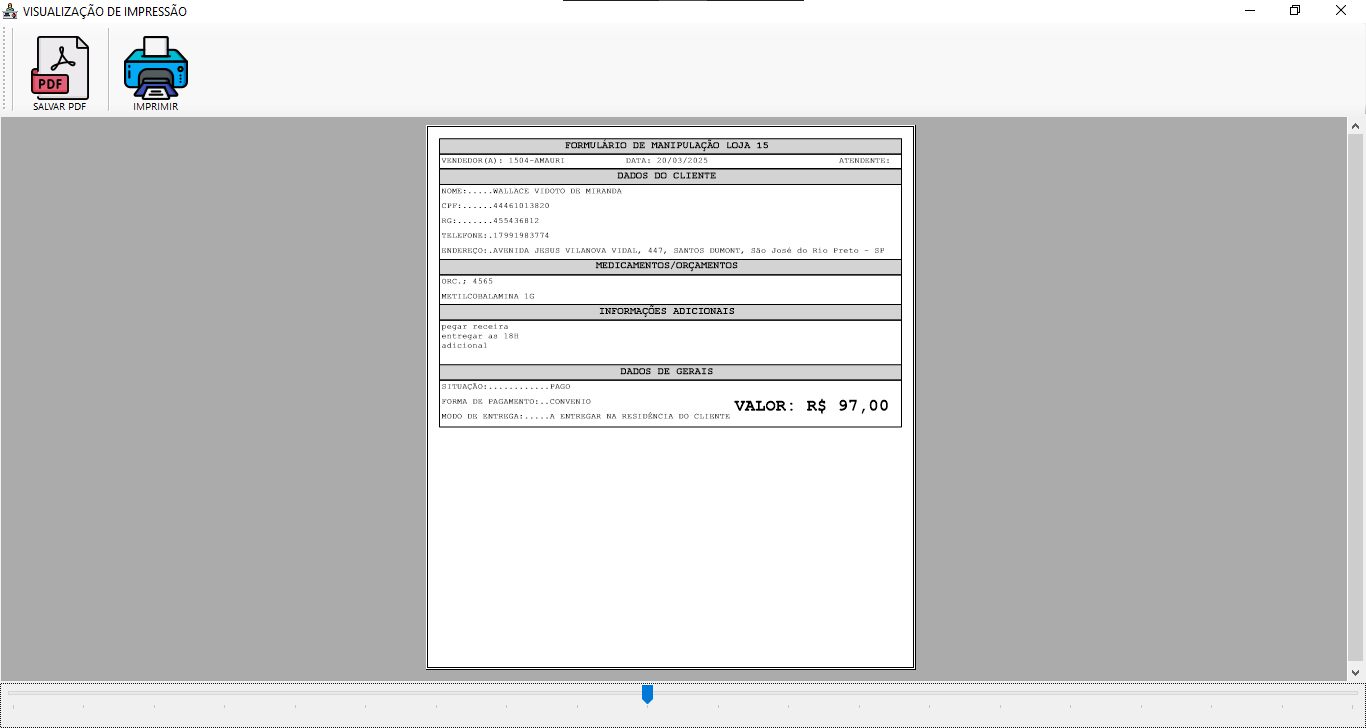 VISUALIZAÇÃO DE IMPRESSÃO
PDF
SALVAR PDF
IMPRIMIR
FORMULÁRIO DE MANIPULAÇÃO LOJA 15
VENDEDOR(A): 1504-AMAURI DATA: 20/03/2025 ATENDENTE:
DADOS DO CLIENTE
NOME:.....WALLACE VIDOTO DE MIRANDA
CPF:......44461013820
RG:.......455436812
TELEFONE:.17991983774
ENDEREÇO:.AVENIDA JESUS VILANOVA VIDAL, 447, SANTOS DUMONT, São José do Rio Preto - SP
MEDICAMENTOS/ORÇAMENTOS
ORC.; 4565
METILCOBALAMINA 1G
INFORMAÇÕES ADICIONAIS
pegar receira
entregar as 18H
adicional
DADOS DE GERAIS
SITUAÇÃO:............PAGO
FORMA DE PAGAMENTO:..CONVENIO
VALOR: R$ 97,00
MODO DE ENTREGA:.....A ENTREGAR NA RESIDÊNCIA DO CLIENTE